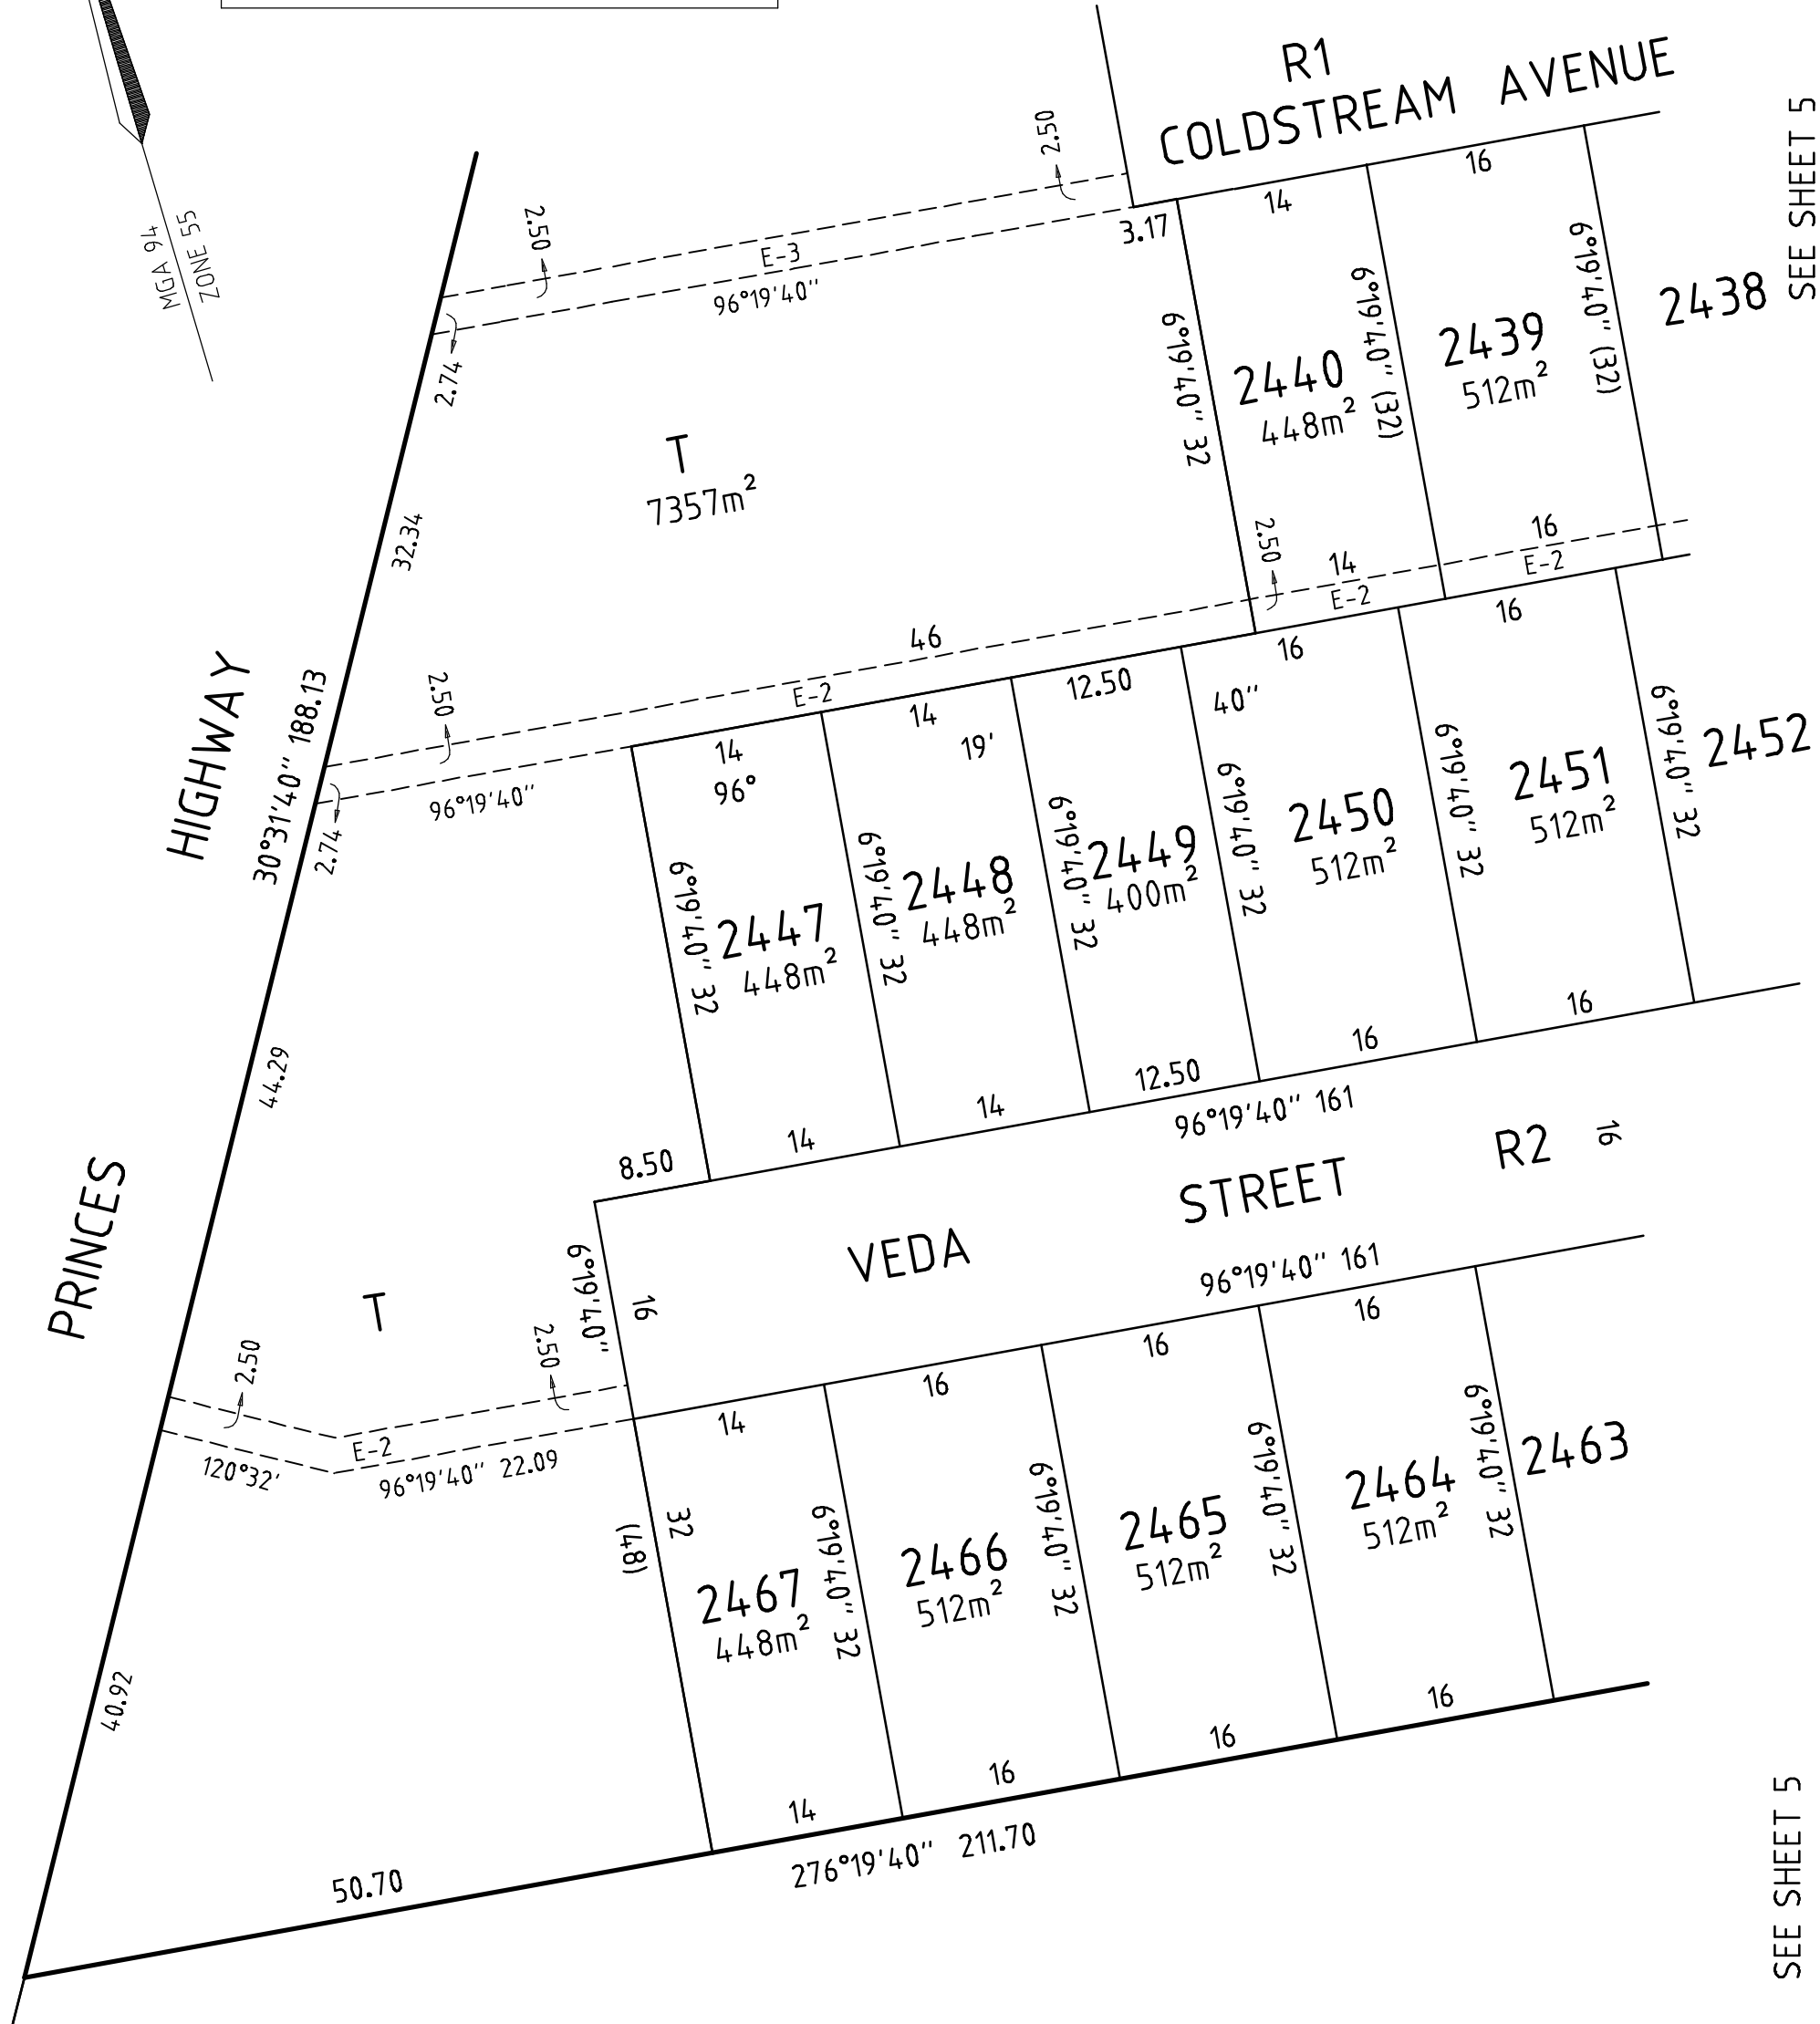 R1
COLDSTREAM AVENUE
SEE SHEET 5
MGA 94
ZONE 55
2.50
2.50
E-3
96°19'40"
3.17
14
16
2.74
T
7357m²
6°19'40" 32
2440
448m²
6°19'40" (32)
2439
512m²
6°19'40" (32)
2438
32.34
2.50
14
E-2
16
E-2
46
E-2
2.50
96°19'40"
2.74
HIGHWAY
30°31'40" 188.13
14
14
12.50
16
16
96°
19'
40"
6°19'40" 32
2447
448m²
6°19'40" 32
2448
448m²
6°19'40" 32
2449
400m²
6°19'40" 32
2450
512m²
6°19'40" 32
2451
512m²
6°19'40" 32
2452
44.29
8.50
14
14
12.50
16
16
96°19'40" 161
PRINCES
VEDA STREET R2
16
6°19'40"
16
96°19'40" 161
T
2.50
2.50
E-2
120°32'
96°19'40" 22.09
14
16
16
16
32
(48)
2467
448m²
6°19'40" 32
2466
512m²
6°19'40" 32
2465
512m²
6°19'40" 32
2464
512m²
6°19'40" 32
2463
40.92
14
16
16
16
50.70
276°19'40" 211.70
SEE SHEET 5